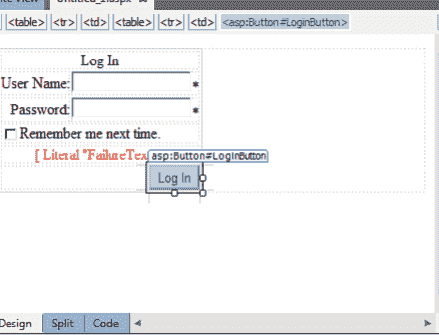 Untitled_2.aspx
<table> <tr> <td> <table> <tr> <td> <asp:Button#LoginButton>
Log In
User Name: *
Password: *
Remember me next time.
[ Literal "FailureTex
asp:Button#LoginButton
Log In
Design Split Code